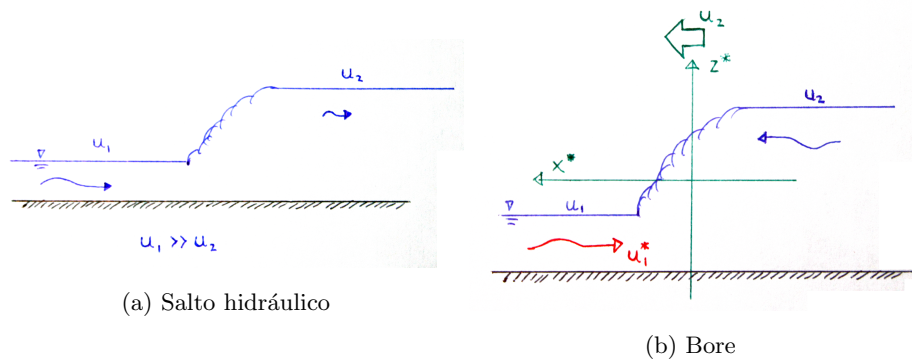 u₁
u₂
u₁ >> u₂
(a) Salto hidráulico
u₂
z*
u₂
x*
u₁
u₁*
(b) Bore